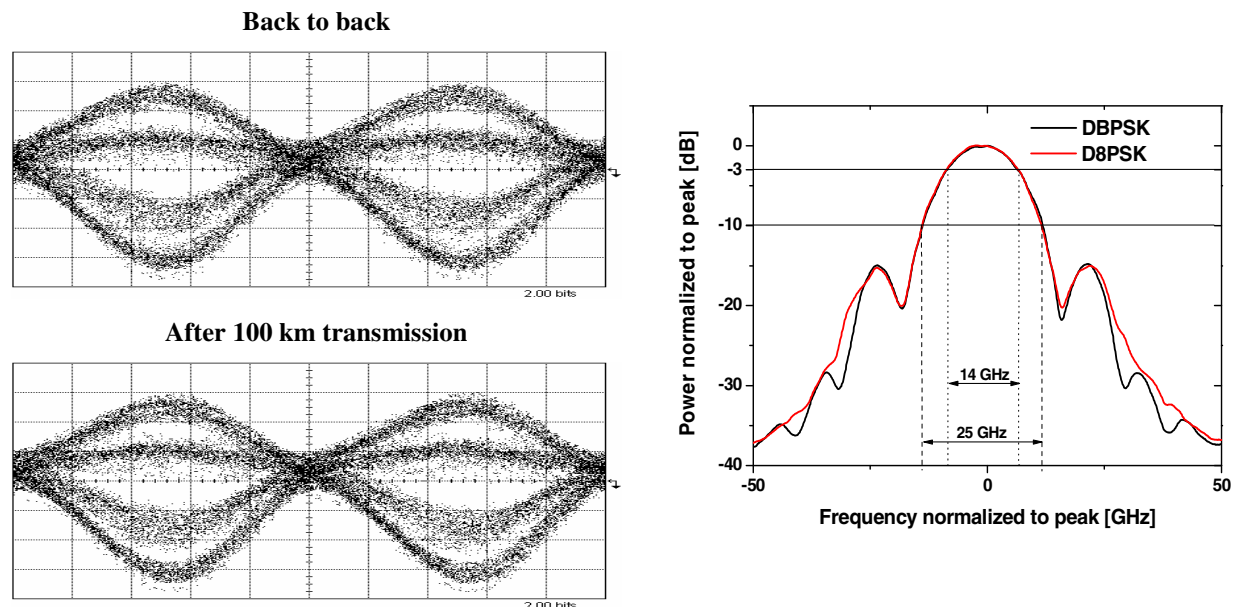 Back to back
2.00 bits
After 100 km transmission
2.00 bits
Power normalized to peak [dB]
0
-3
-10
-20
-30
-40
DBPSK
D8PSK
14 GHz
25 GHz
-50
-25
0
25
50
Frequency normalized to peak [GHz]